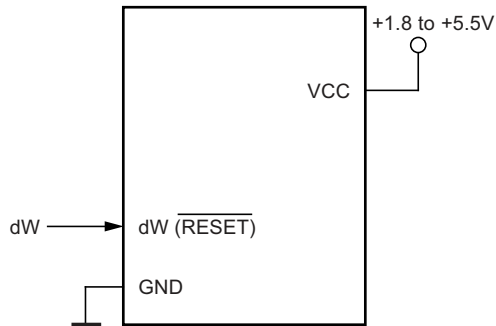 +1.8 to +5.5V
VCC
dW
dW (RESET)
GND